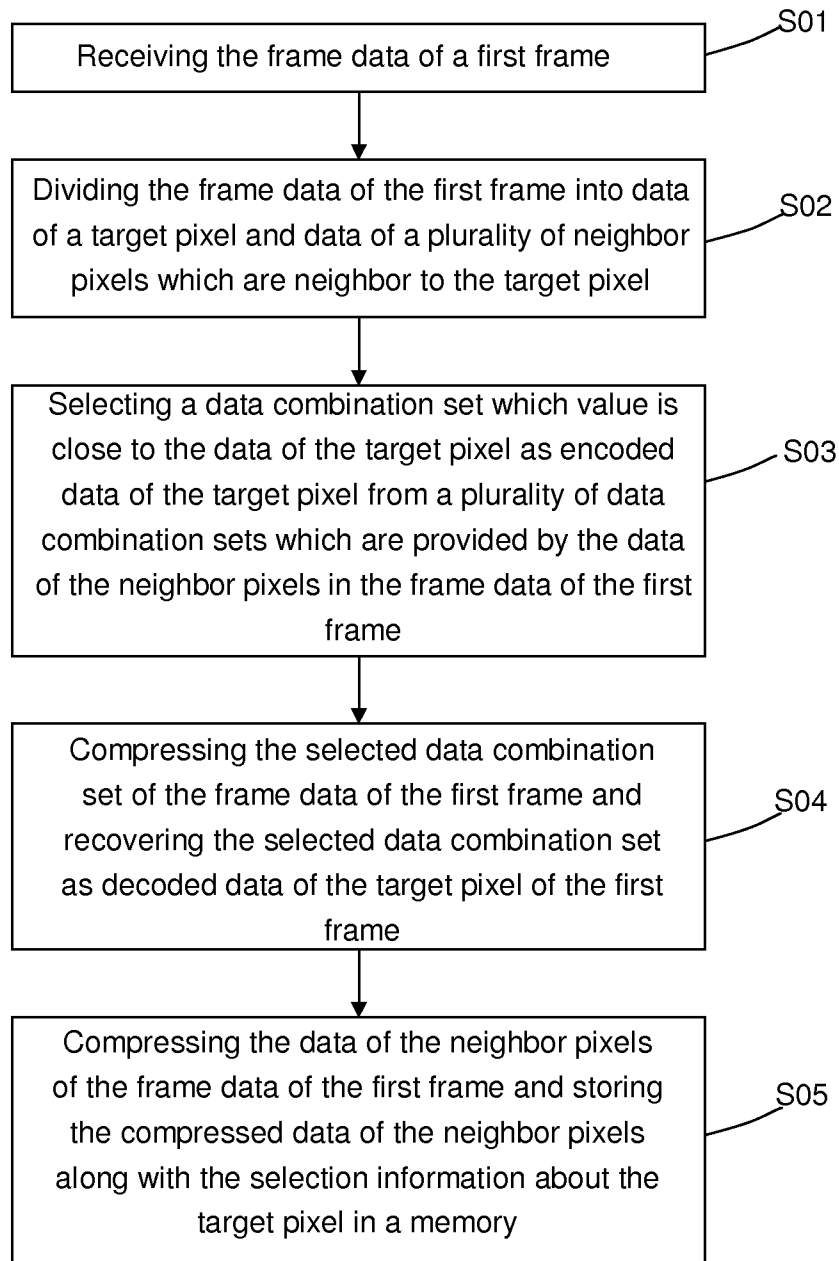 S01
Receiving the frame data of a first frame
Dividing the frame data of the first frame into data
of a target pixel and data of a plurality of neighbor
pixels which are neighbor to the target pixel
S02
Selecting a data combination set which value is
close to the data of the target pixel as encoded
data of the target pixel from a plurality of data
combination sets which are provided by the data
of the neighbor pixels in the frame data of the first
frame
S03
Compressing the selected data combination
set of the frame data of the first frame and
recovering the selected data combination set
as decoded data of the target pixel of the first
frame
S04
Compressing the data of the neighbor pixels
of the frame data of the first frame and storing
the compressed data of the neighbor pixels
along with the selection information about the
target pixel in a memory
S05